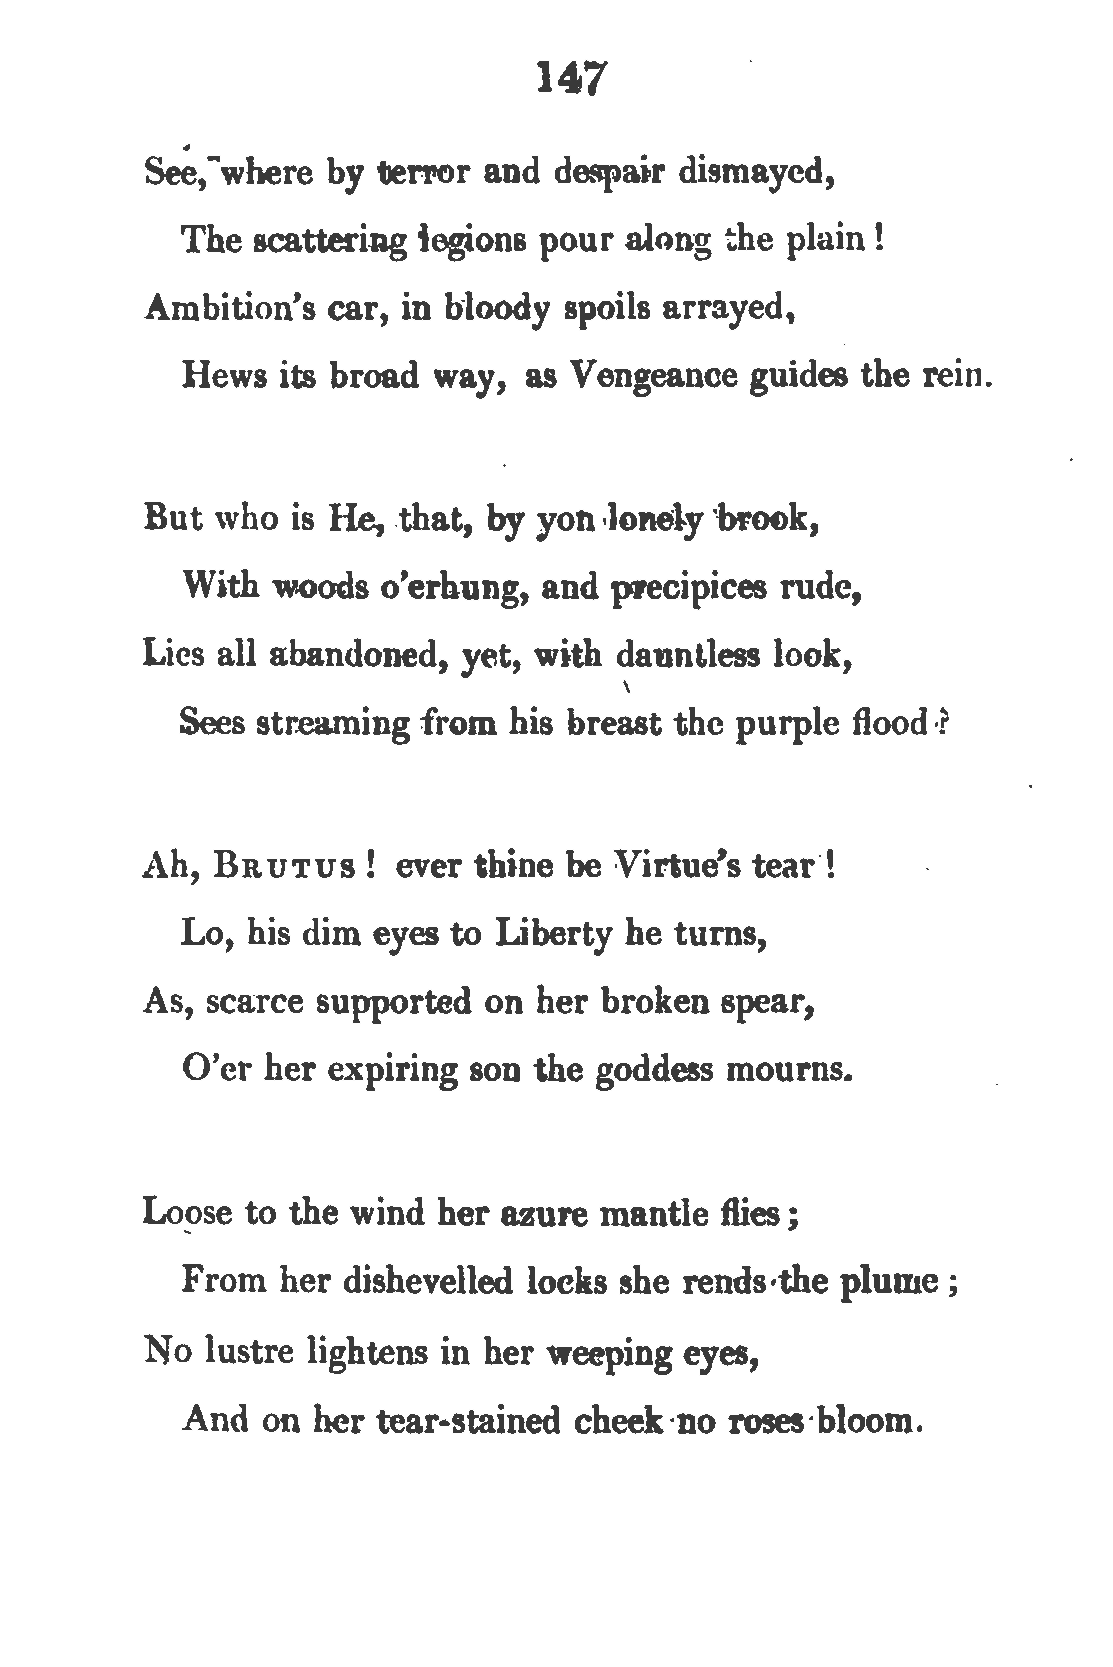 147
See, where by terror and despair dismayed,
The scattering legions pour along the plain!
Ambition's car, in bloody spoils arrayed,
Hews its broad way, as Vengeance guides the rein.
But who is He, that, by yon lonely brook,
With woods o'erhung, and precipices rude,
Lies all abandoned, yet, with dauntless look,
Sees streaming from his breast the purple flood?
Ah, BRUTUS! ever thine be Virtue's tear!
Lo, his dim eyes to Liberty he turns,
As, scarce supported on her broken spear,
O'er her expiring son the goddess mourns.
Loose to the wind her azure mantle flies;
From her dishevelled locks she rends the plume;
No lustre lightens in her weeping eyes,
And on her tear-stained cheek no roses bloom.